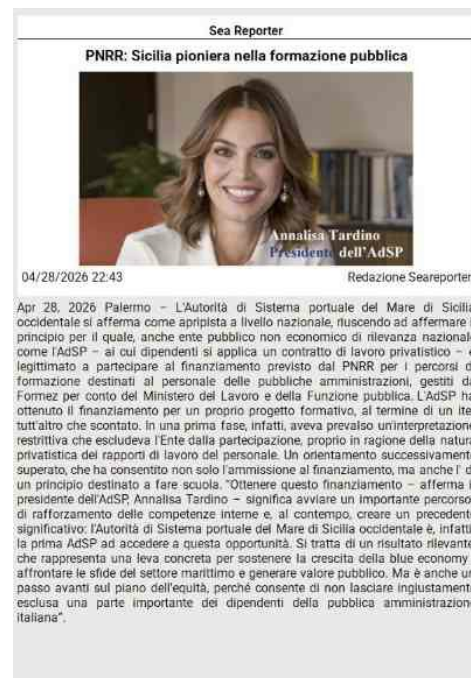 Sea Reporter
PNRR: Sicilia pioniera nella formazione pubblica
Annalisa Tardino
Presidente dell'AdSP
04/28/2026 22:43 Redazione Seareporter
Apr 28, 2026 Palermo – L'Autorità di Sistema portuale del Mare di Sicilia
occidentale si afferma come apripista a livello nazionale, riuscendo ad affermare i
principio per il quale, anche ente pubblico non economico di rilevanza nazional
come l'AdSP – ai cui dipendenti si applica un contratto di lavoro privatistico –
legittimato a partecipare al finanziamento previsto dal PNRR per i percorsi d
formazione destinati al personale delle pubbliche amministrazioni, gestiti d
Formez per conto del Ministero del Lavoro e della Funzione pubblica. L'AdSP ha
ottenuto il finanziamento per un proprio progetto formativo, al termine di un ite
tutt'altro che scontato. In una prima fase, infatti, aveva prevalso un'interpretazion
restrittiva che escludeva l'Ente dalla partecipazione, proprio in ragione della natura
privatistica dei rapporti di lavoro del personale. Un orientamento successivament
superato, che ha consentito non solo l'ammissione al finanziamento, ma anche l' d
un principio destinato a fare scuola. "Ottenere questo finanziamento – afferma i
presidente dell'AdSP, Annalisa Tardino – significa avviare un importante percorso
di rafforzamento delle competenze interne e, al contempo, creare un precedent
significativo: l'Autorità di Sistema portuale del Mare di Sicilia occidentale è, infatti
la prima AdSP ad accedere a questa opportunità. Si tratta di un risultato rilevante
che rappresenta una leva concreta per sostenere la crescita della blue economy
affrontare le sfide del settore marittimo e generare valore pubblico. Ma è anche un
passo avanti sul piano dell'equità, perché consente di non lasciare ingiustament
esclusa una parte importante dei dipendenti della pubblica amministrazion
italiana".